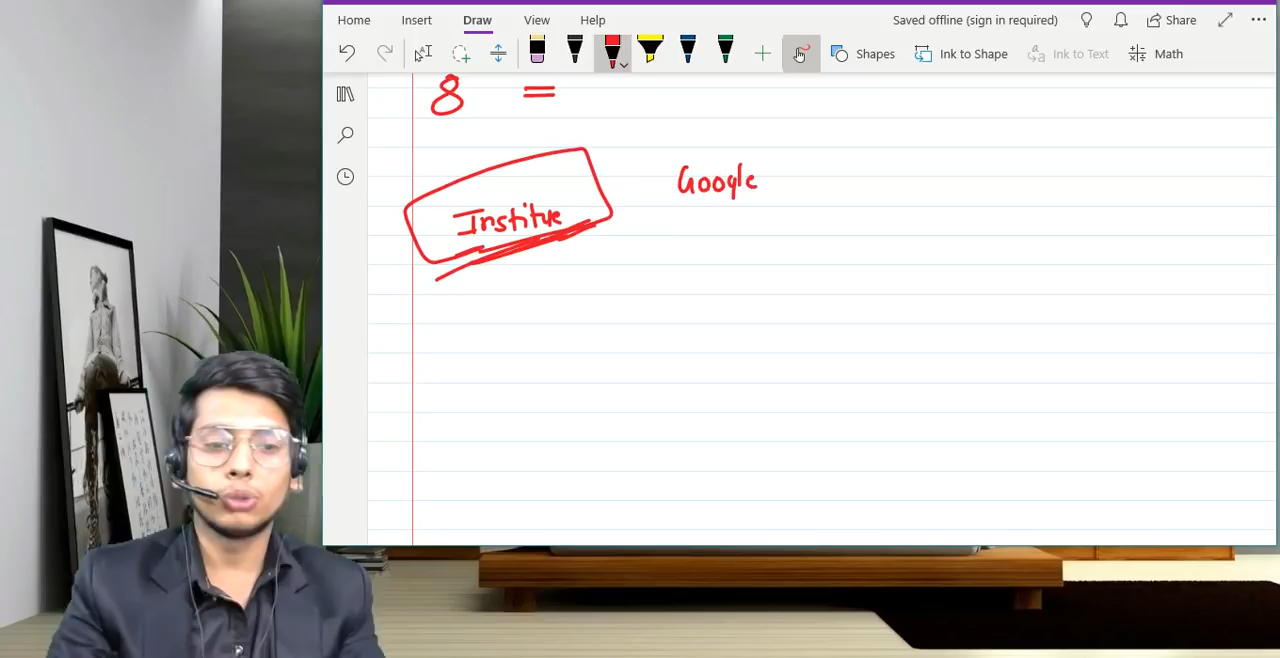 Home Insert Draw View Help Saved offline (sign in required) Share
Shapes Ink to Shape Ink to Text Math
8 =
Google
Institue